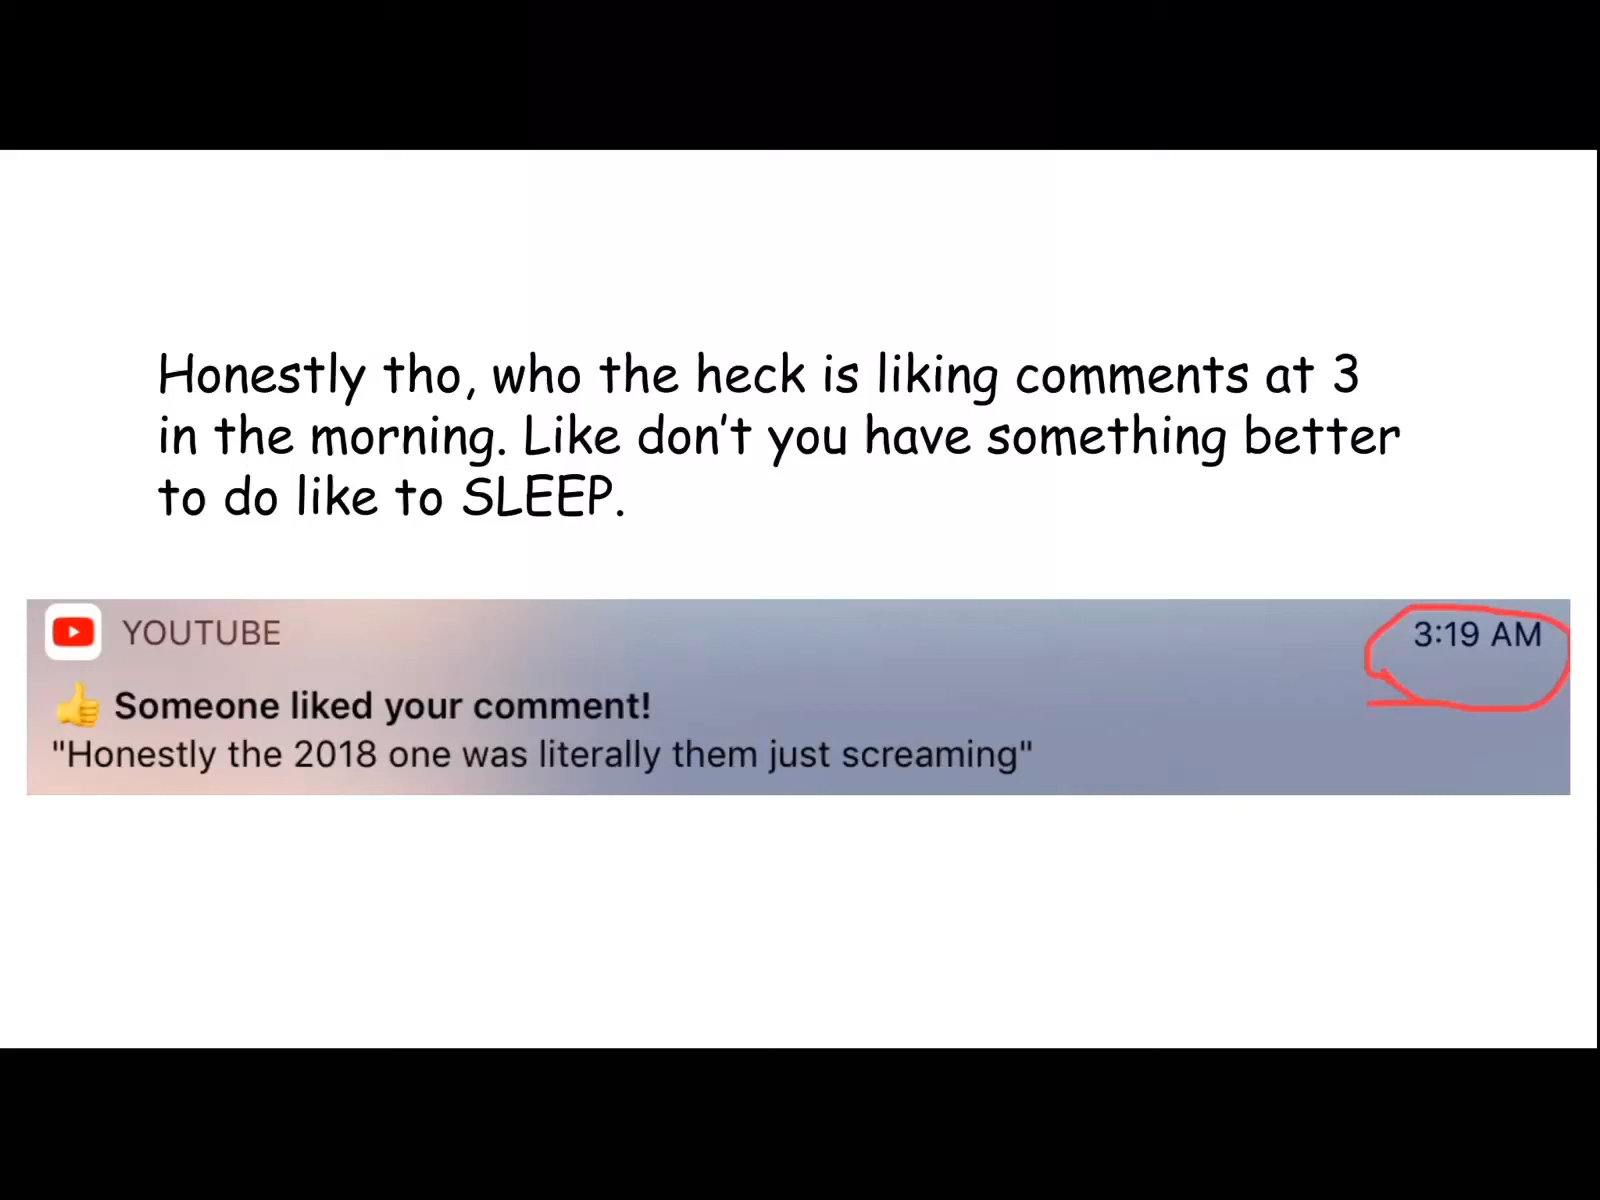 Honestly tho, who the heck is liking comments at 3
in the morning. Like don't you have something better
to do like to SLEEP.
YOUTUBE
3:19 AM
👍 Someone liked your comment!
"Honestly the 2018 one was literally them just screaming"